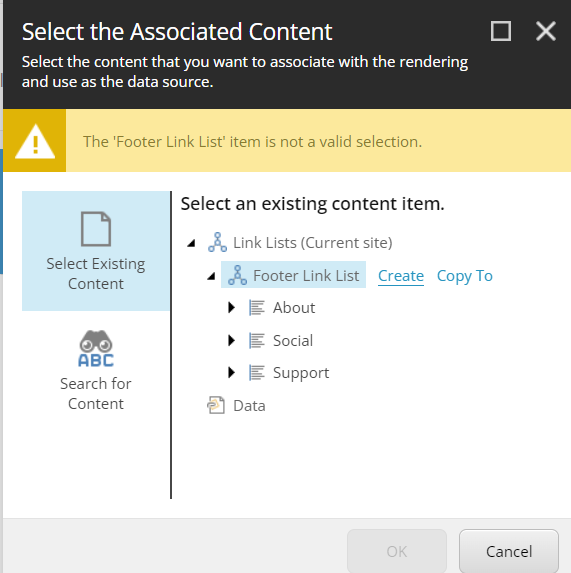 Select the Associated Content
Select the content that you want to associate with the rendering
and use as the data source.
The 'Footer Link List' item is not a valid selection.
Select Existing
Content
ABC
Search for
Content
Select an existing content item.
Link Lists (Current site)
Footer Link List Create Copy To
About
Social
Support
Data
OK Cancel